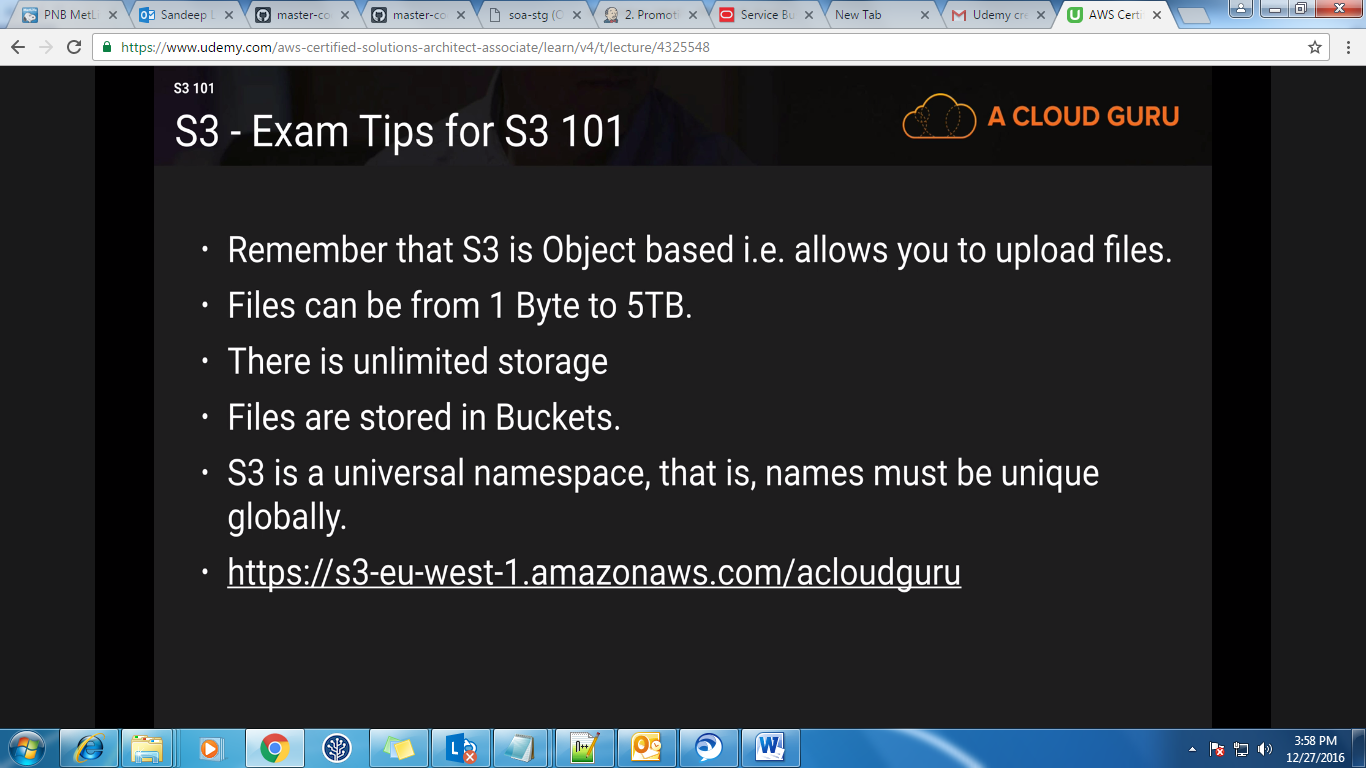 PNB MetL
Sandeep L
master-co
master-co
soa-stg (O
2. Promoti
Service Bu
New Tab
Udemy cre
AWS Certi
https://www.udemy.com/aws-certified-solutions-architect-associate/learn/v4/t/lecture/4325548
S3 101
S3 - Exam Tips for S3 101
A CLOUD GURU
• Remember that S3 is Object based i.e. allows you to upload files.
• Files can be from 1 Byte to 5TB.
• There is unlimited storage
• Files are stored in Buckets.
• S3 is a universal namespace, that is, names must be unique
globally.
• https://s3-eu-west-1.amazonaws.com/acloudguru
3:58 PM
12/27/2016